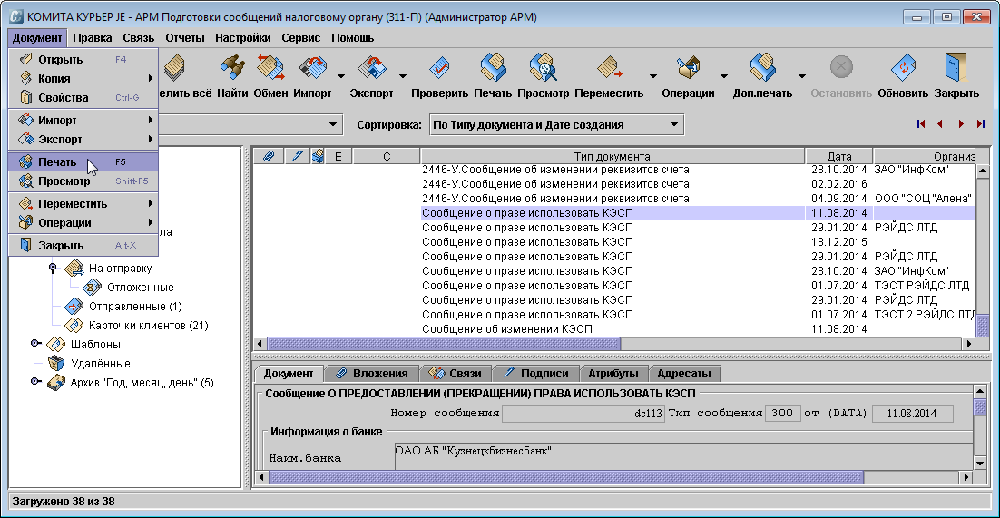 КОМИТА КУРЬЕР JE - АРМ Подготовки сообщений налоговому органу (311-П) (Администратор АРМ)
Документ Правка Связь Отчёты Настройки Сервис Помощь
Открыть F4
Копия
Свойства Ctrl-G
Импорт
Экспорт
Печать F5
Просмотр Shift-F5
Переместить
Операции
Закрыть Alt-X
елить всё Найти Обмен Импорт Экспорт Проверить Печать Просмотр Переместить Операции Доп.печать Остановить Обновить Закрыть
Сортировка: По Типу документа и Дате создания
ла
На отправку
Отложенные
Отправленные (1)
Карточки клиентов (21)
Шаблоны
Удалённые
Архив "Год, месяц, день" (5)
Е С Тип документа Дата Организ
2446-У.Сообщение об изменении реквизитов счета 28.10.2014 ЗАО "ИнфКом"
2446-У.Сообщение об изменении реквизитов счета 02.02.2016
2446-У.Сообщение об изменении реквизитов счета 04.09.2014 ООО "СОЦ "Алена"
Сообщение о праве использовать КЭСП 11.08.2014
Сообщение о праве использовать КЭСП 29.01.2014 РЭЙДС ЛТД
Сообщение о праве использовать КЭСП 18.12.2015
Сообщение о праве использовать КЭСП 29.01.2014 РЭЙДС ЛТД
Сообщение о праве использовать КЭСП 28.10.2014 ЗАО "ИнфКом"
Сообщение о праве использовать КЭСП 01.07.2014 ТЭСТ РЭЙДС ЛТД
Сообщение о праве использовать КЭСП 29.01.2014 РЭЙДС ЛТД
Сообщение о праве использовать КЭСП 01.07.2014 ТЭСТ 2 РЭЙДС ЛТД
Сообщение об изменении КЭСП 11.08.2014
Документ Вложения Связи Подписи Атрибуты Адресаты
Сообщение О ПРЕДОСТАВЛЕНИИ (ПРЕКРАЩЕНИИ) ПРАВА ИСПОЛЬЗОВАТЬ КЭСП
Номер сообщения dc113 Тип сообщения 300 от (DATA) 11.08.2014
Информация о банке
Наим.банка ОАО АБ "Кузнецкбизнесбанк"
Загружено 38 из 38